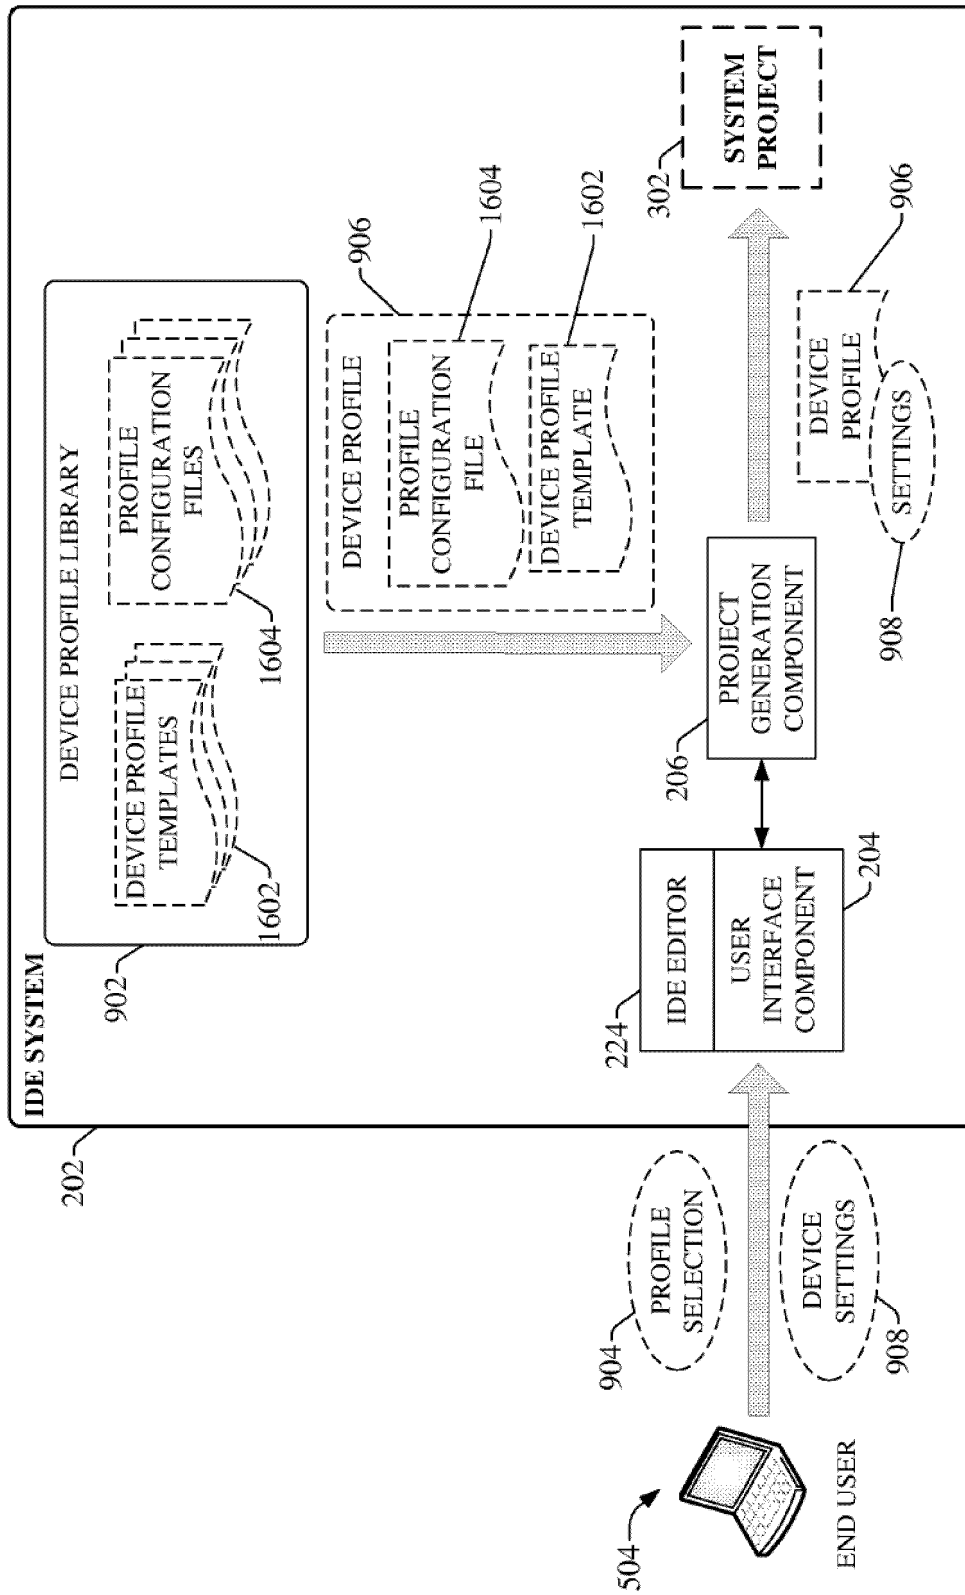 IDE SYSTEM
202
902
DEVICE PROFILE LIBRARY
DEVICE PROFILE
TEMPLATES
1602
PROFILE
CONFIGURATION
FILES
1604
DEVICE PROFILE
906
PROFILE
CONFIGURATION
FILE
1604
DEVICE PROFILE
TEMPLATE
1602
504
END USER
904
PROFILE
SELECTION
DEVICE
SETTINGS
908
224
IDE EDITOR
USER
INTERFACE
COMPONENT
204
206
PROJECT
GENERATION
COMPONENT
DEVICE
PROFILE
906
SETTINGS
908
302
SYSTEM
PROJECT